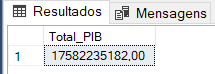 Resultados Mensagens
Total_PIB
1 17582235182,00